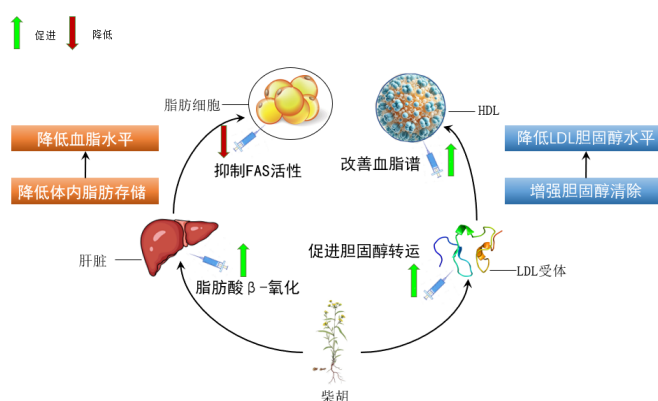 促进
降低
脂肪细胞
HDL
降低血脂水平
抑制FAS活性
改善血脂谱
降低LDL胆固醇水平
降低体内脂肪存储
增强胆固醇清除
肝脏
促进胆固醇转运
LDL受体
脂肪酸β-氧化
柴胡